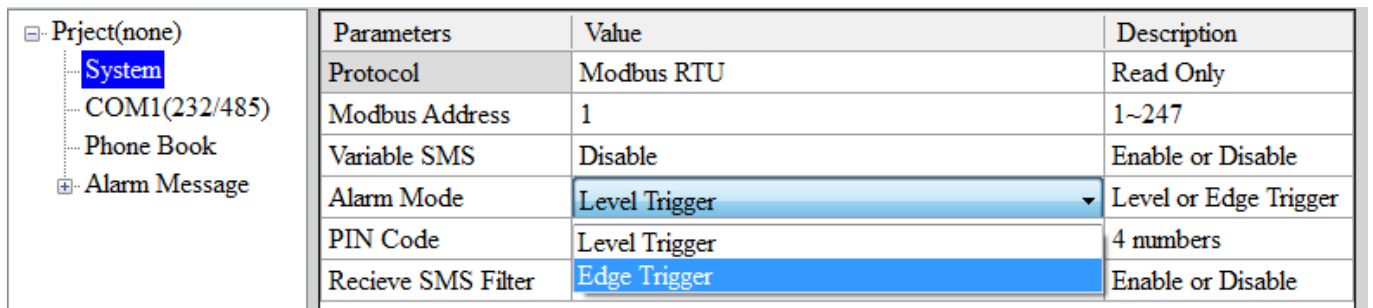 Prject(none)
System
COM1(232/485)
Phone Book
Alarm Message
Parameters Value Description
Protocol Modbus RTU Read Only
Modbus Address 1 1~247
Variable SMS Disable Enable or Disable
Alarm Mode Level Trigger Level or Edge Trigger
PIN Code Level Trigger 4 numbers
Recieve SMS Filter Edge Trigger Enable or Disable